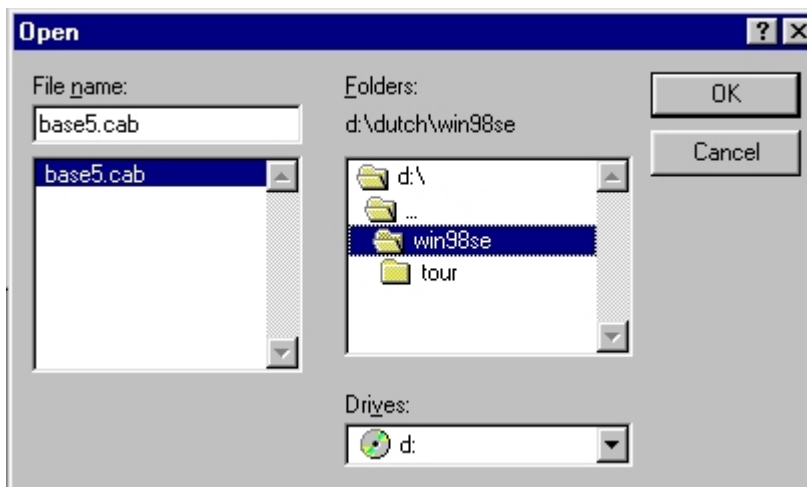 Open
File name:
base5.cab
base5.cab
Folders:
d:\dutch\win98se
d:\
...
win98se
tour
Drives:
d:
OK
Cancel